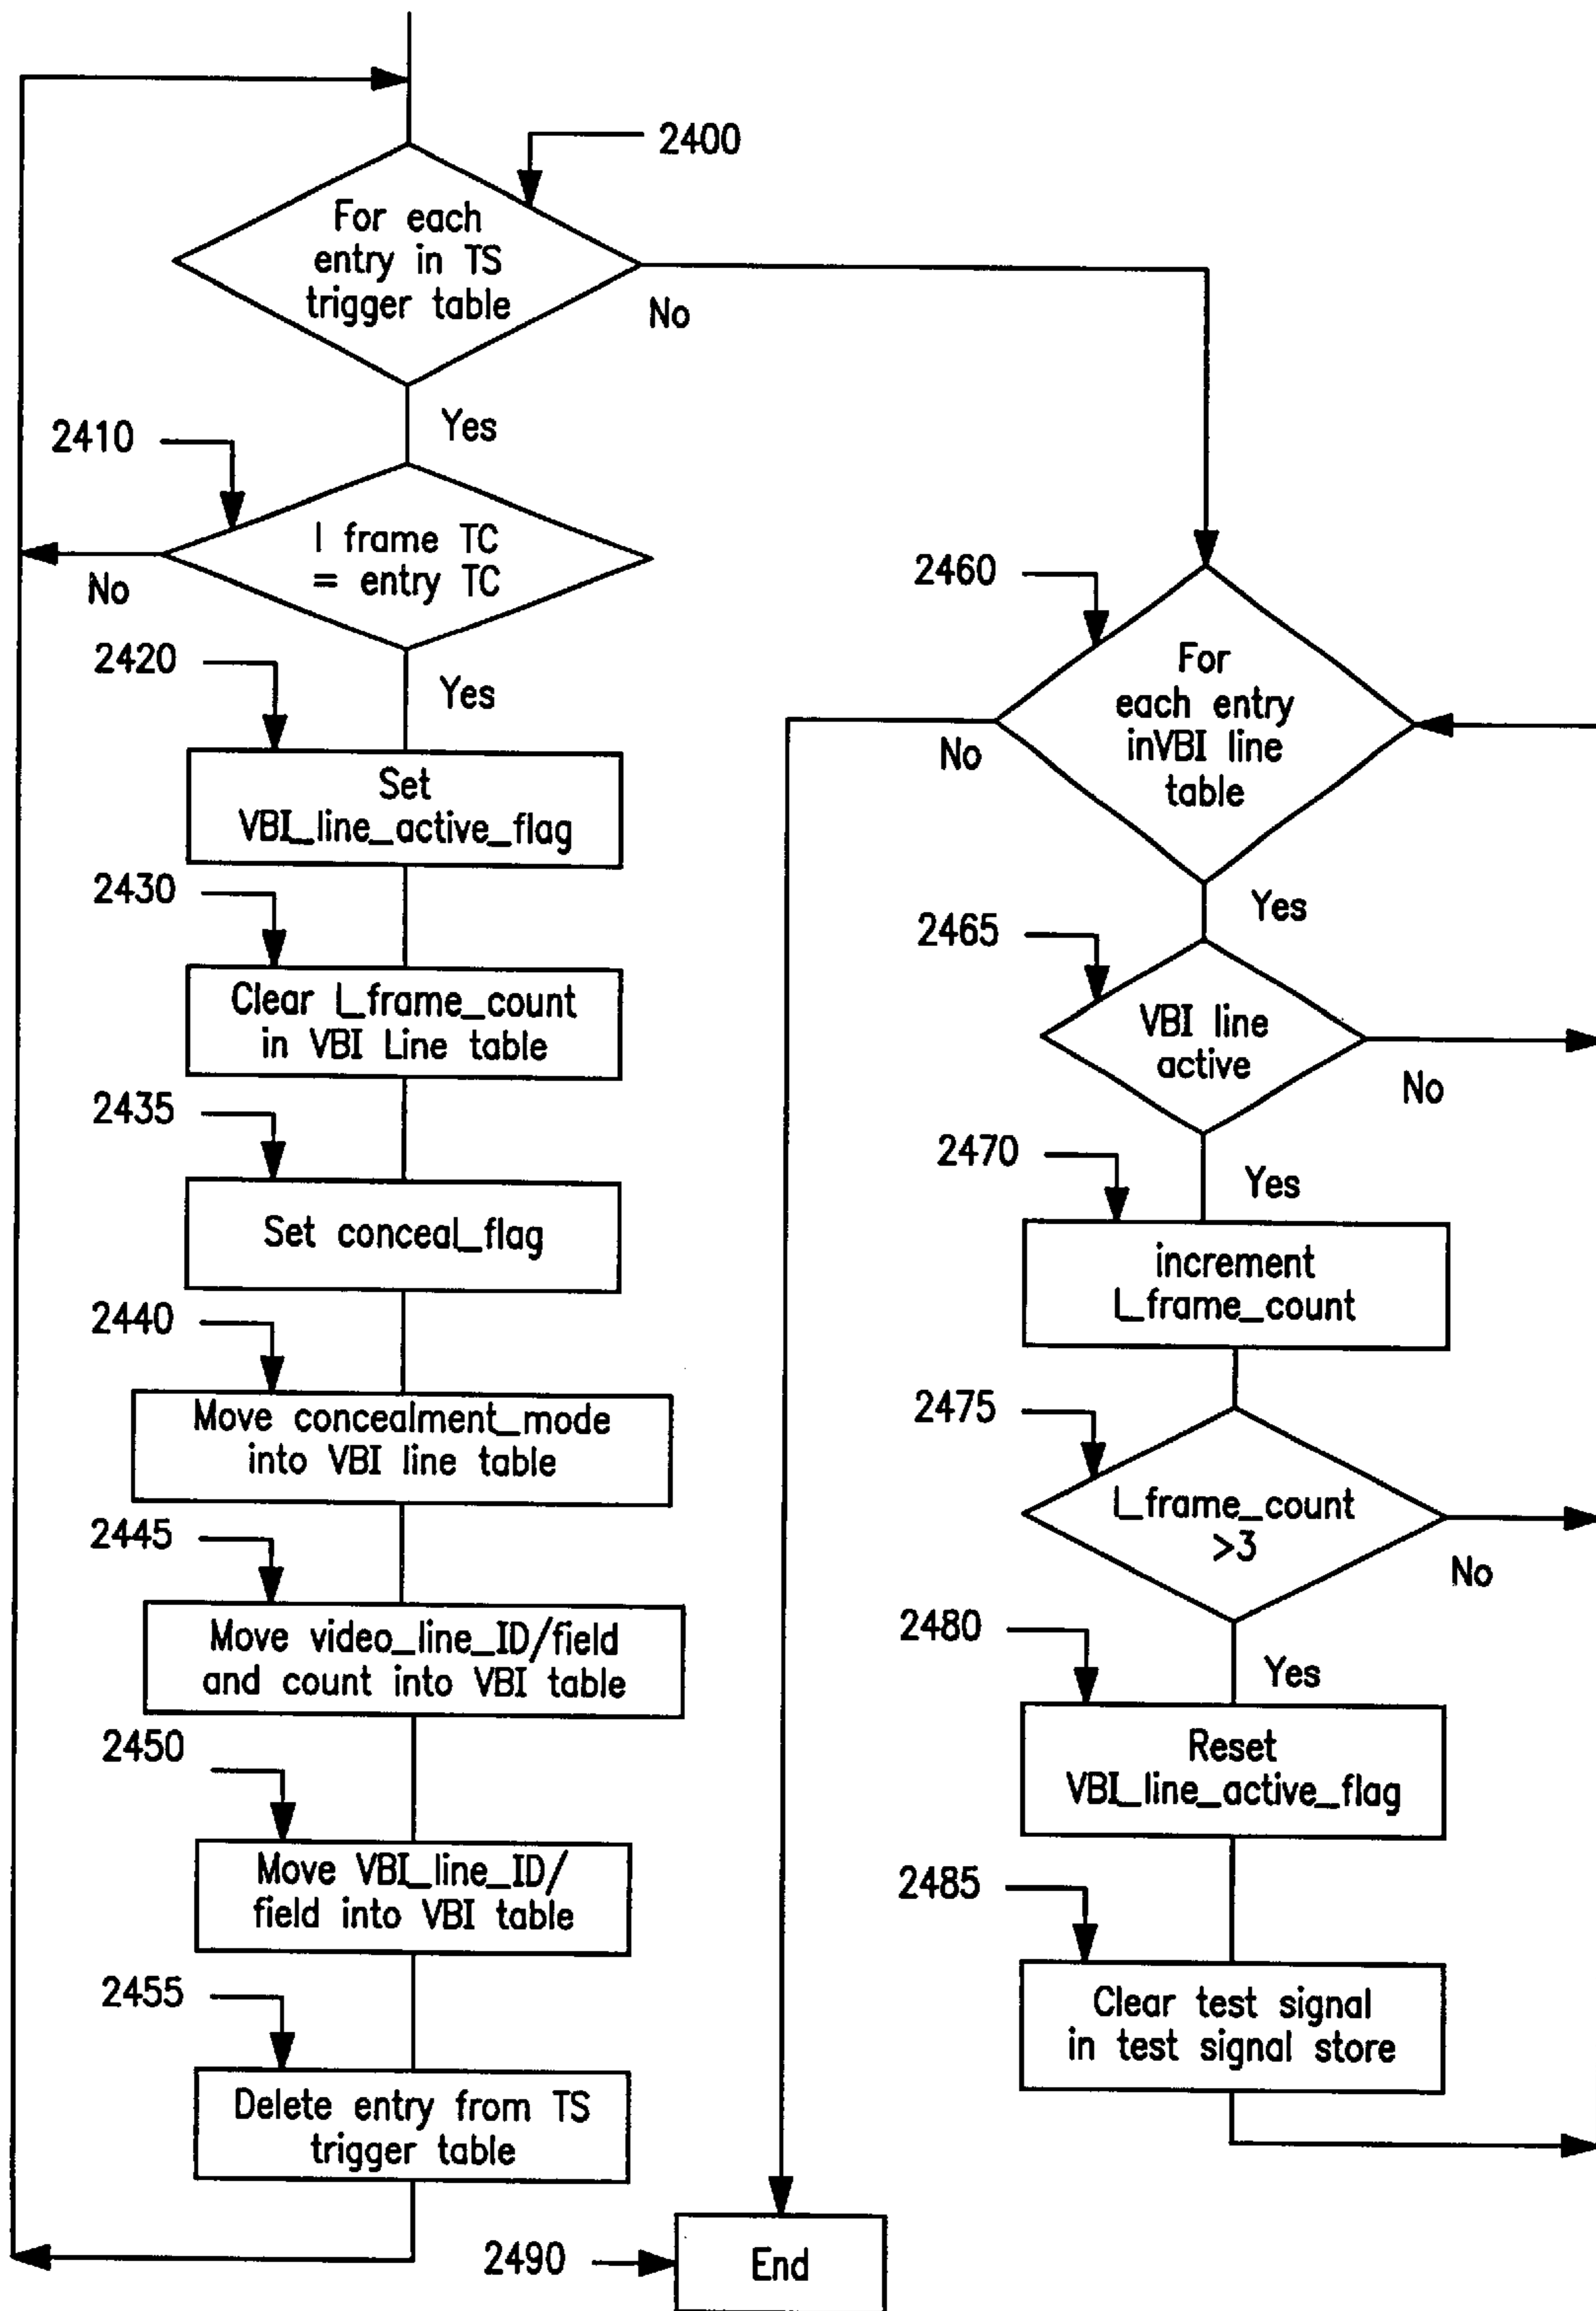 2400
For each
entry in TS
trigger table
No
Yes
2410
I frame TC
= entry TC
No
Yes
2420
Set
VBI_line_active_flag
2430
Clear I_frame_count
in VBI Line table
2435
Set conceal_flag
2440
Move concealment_mode
into VBI line table
2445
Move video_line_ID/field
and count into VBI table
2450
Move VBI_line_ID/
field into VBI table
2455
Delete entry from TS
trigger table
2460
For
each entry
inVBI line
table
No
Yes
2465
VBI line
active
No
Yes
2470
increment
I_frame_count
2475
I_frame_count
>3
No
Yes
2480
Reset
VBI_line_active_flag
2485
Clear test signal
in test signal store
2490
End